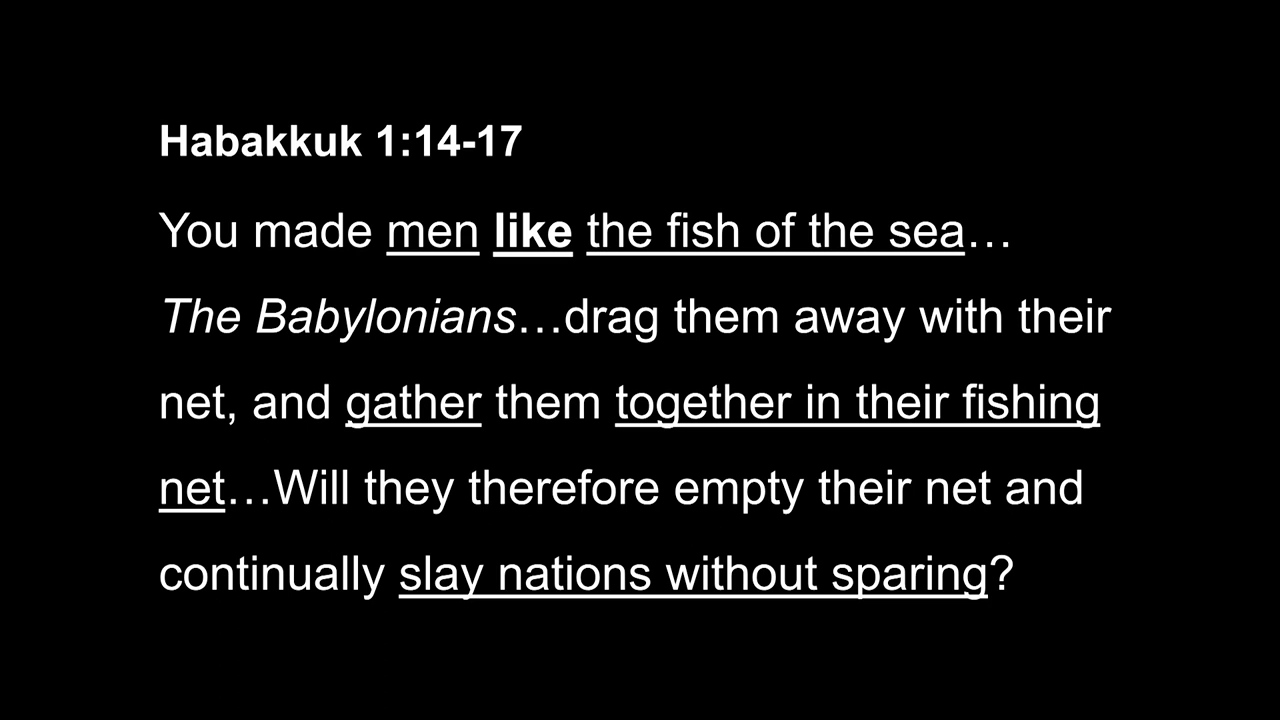 Habakkuk 1:14-17
You made men like the fish of the sea…
The Babylonians…drag them away with their
net, and gather them together in their fishing
net…Will they therefore empty their net and
continually slay nations without sparing?